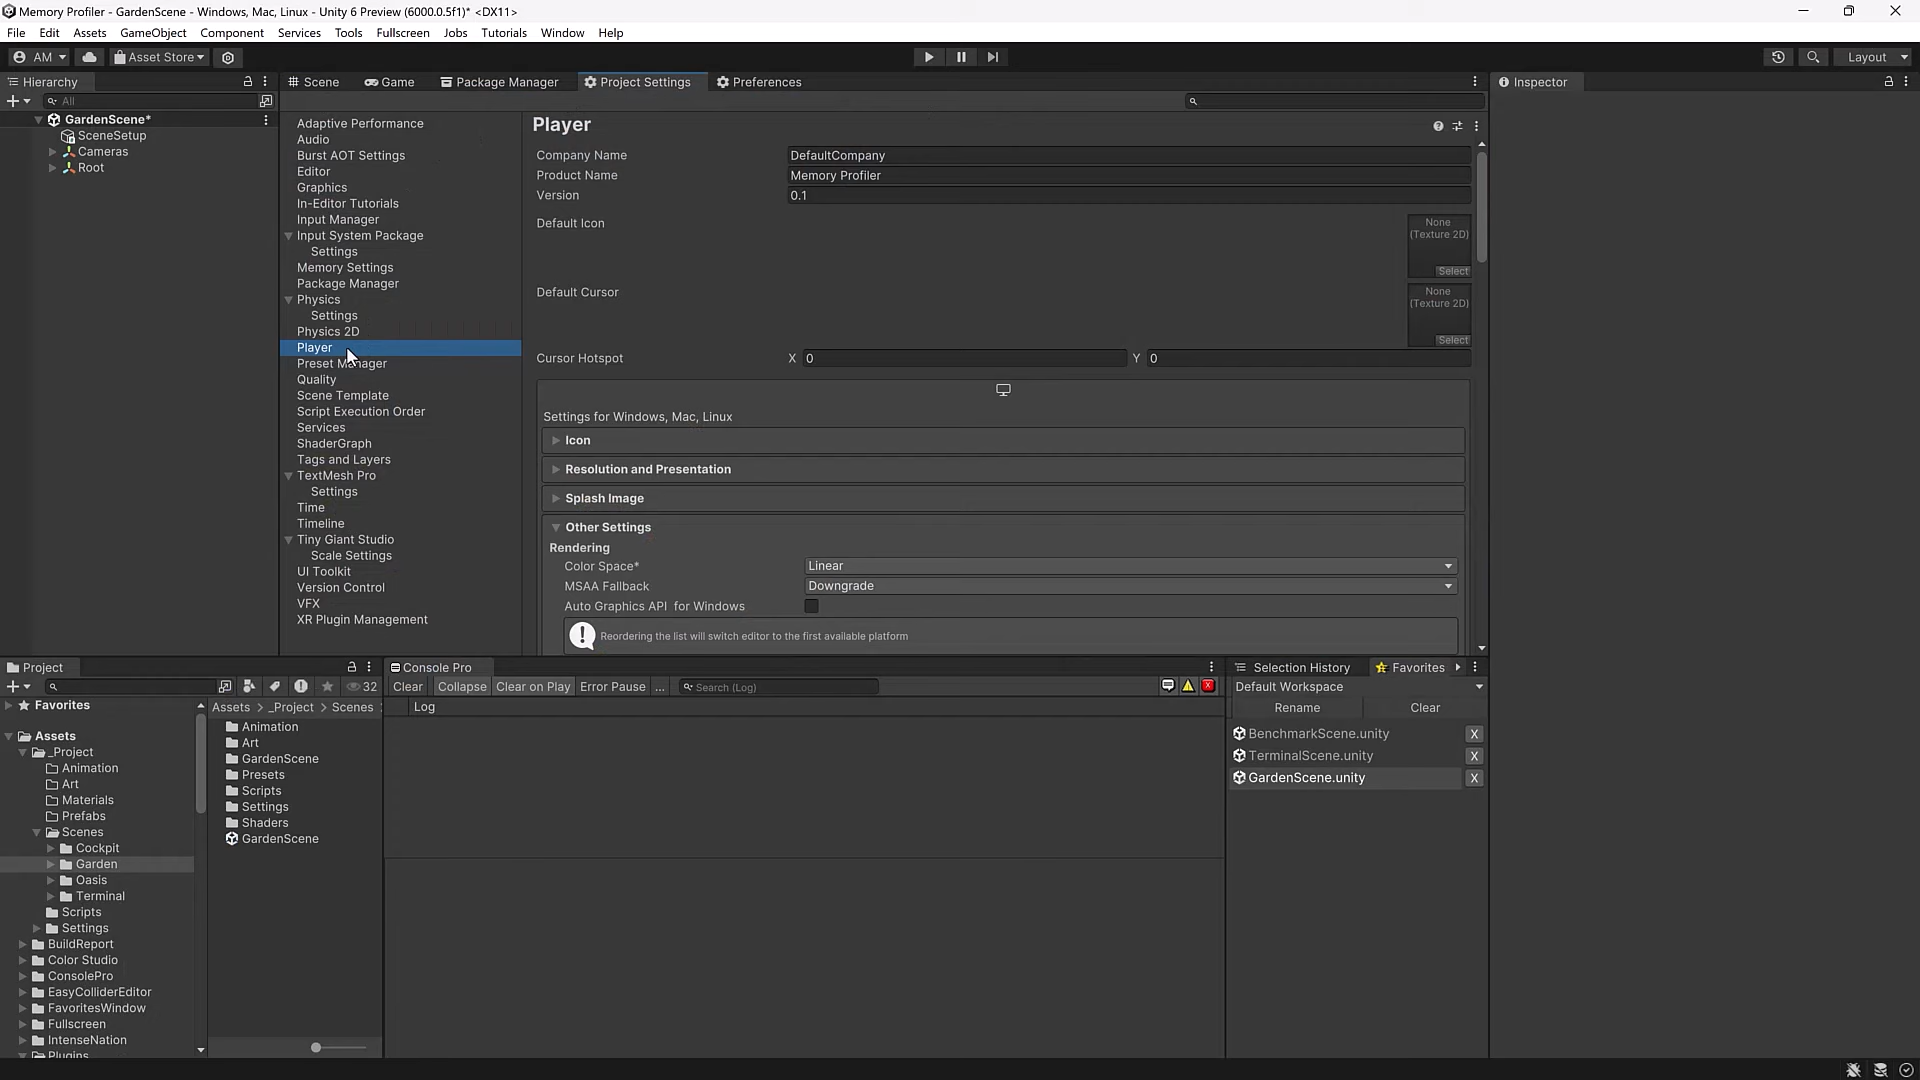 Memory Profiler - GardenScene - Windows, Mac, Linux - Unity 6 Preview (6000.0.5f1)* <DX11>
File Edit Assets GameObject Component Services Tools Fullscreen Jobs Tutorials Window Help
AM Asset Store Layout
Hierarchy
All
GardenScene*
SceneSetup
Cameras
Root
Scene Game Package Manager Project Settings Preferences
Adaptive Performance
Audio
Burst AOT Settings
Editor
Graphics
In-Editor Tutorials
Input Manager
Input System Package
Settings
Memory Settings
Package Manager
Physics
Settings
Physics 2D
Player
Preset Manager
Quality
Scene Template
Script Execution Order
Services
ShaderGraph
Tags and Layers
TextMesh Pro
Settings
Time
Timeline
Tiny Giant Studio
Scale Settings
UI Toolkit
Version Control
VFX
XR Plugin Management
Player
Company Name DefaultCompany
Product Name Memory Profiler
Version 0.1
Default Icon
None
(Texture 2D)
Select
Default Cursor
None
(Texture 2D)
Select
Cursor Hotspot X 0 Y 0
Settings for Windows, Mac, Linux
Icon
Resolution and Presentation
Splash Image
Other Settings
Rendering
Color Space* Linear
MSAA Fallback Downgrade
Auto Graphics API for Windows
Reordering the list will switch editor to the first available platform
Inspector
Project
32
Favorites
Assets
_Project
Animation
Art
Materials
Prefabs
Scenes
Cockpit
Garden
Oasis
Terminal
Scripts
Settings
BuildReport
Color Studio
ConsolePro
EasyColliderEditor
FavoritesWindow
Fullscreen
IntenseNation
Plugins
Assets > _Project > Scenes
Animation
Art
GardenScene
Presets
Scripts
Settings
Shaders
GardenScene
Console Pro
Clear Collapse Clear on Play Error Pause ... Search (Log)
Log
Selection History Favorites
Default Workspace
Rename Clear
BenchmarkScene.unity X
TerminalScene.unity X
GardenScene.unity X